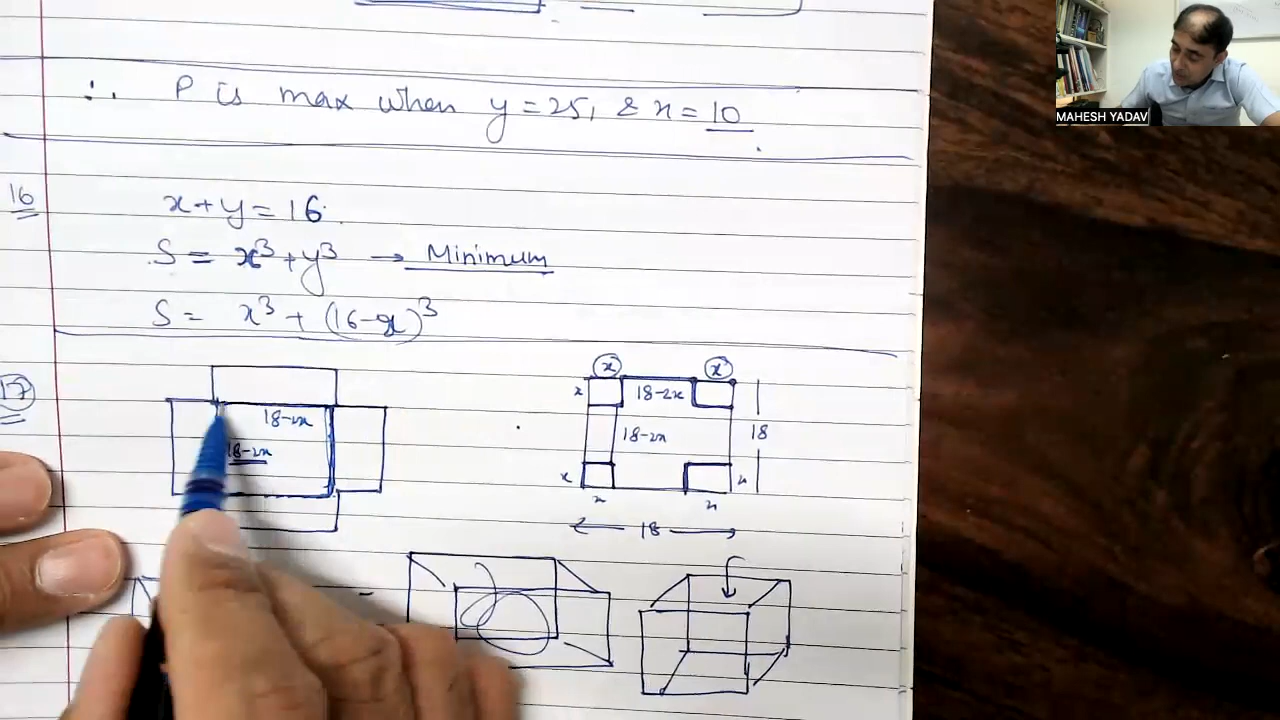 ∴ P is max when y = 25, & x = 10
MAHESH YADAV
16
x + y = 16.
S = x³ + y³ → Minimum
S = x³ + (16-x)³
17
18-2x
18-2x
x x
x 18-2x
18-2x 18
x x
x x
18